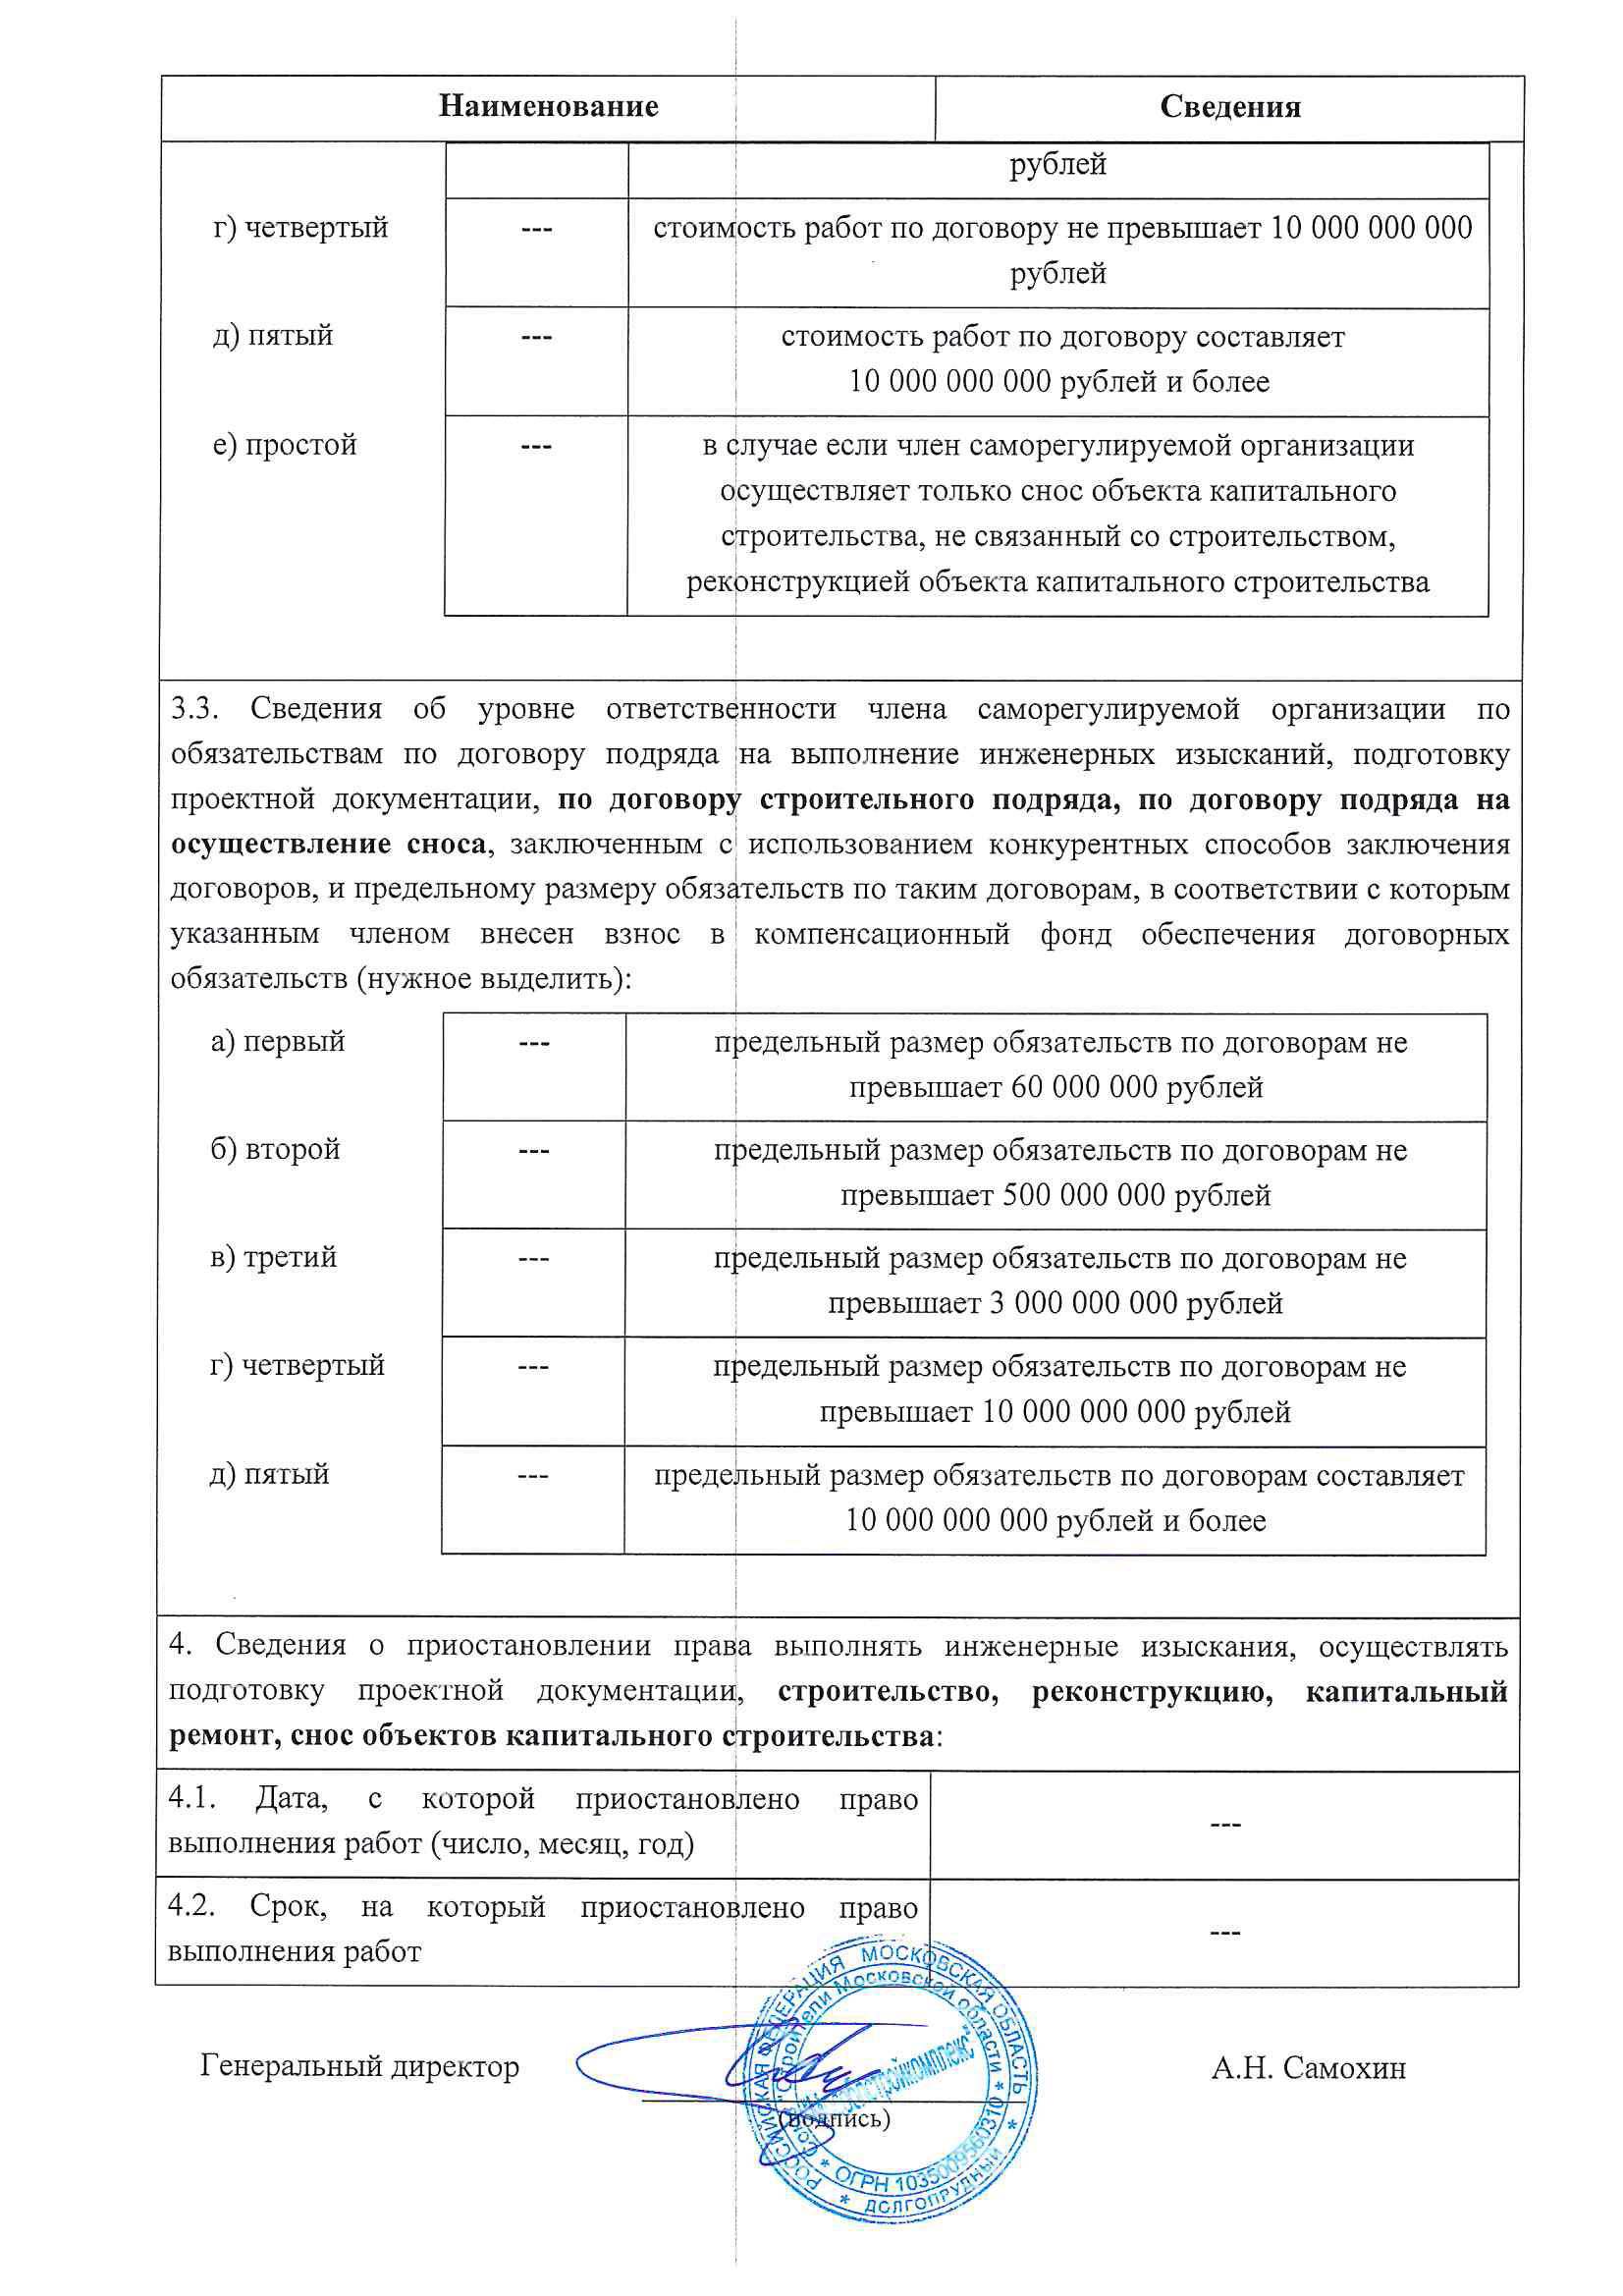 Наименование
Сведения
рублей
г) четвертый
---
стоимость работ по договору не превышает 10 000 000 000
рублей
д) пятый
---
стоимость работ по договору составляет
10 000 000 000 рублей и более
е) простой
---
в случае если член саморегулируемой организации
осуществляет только снос объекта капитального
строительства, не связанный со строительством,
реконструкцией объекта капитального строительства
3.3. Сведения об уровне ответственности члена саморегулируемой организации по
обязательствам по договору подряда на выполнение инженерных изысканий, подготовку
проектной документации, по договору строительного подряда, по договору подряда на
осуществление сноса, заключенным с использованием конкурентных способов заключения
договоров, и предельному размеру обязательств по таким договорам, в соответствии с которым
указанным членом внесен взнос в компенсационный фонд обеспечения договорных
обязательств (нужное выделить):
а) первый
---
предельный размер обязательств по договорам не
превышает 60 000 000 рублей
б) второй
---
предельный размер обязательств по договорам не
превышает 500 000 000 рублей
в) третий
---
предельный размер обязательств по договорам не
превышает 3 000 000 000 рублей
г) четвертый
---
предельный размер обязательств по договорам не
превышает 10 000 000 000 рублей
д) пятый
---
предельный размер обязательств по договорам составляет
10 000 000 000 рублей и более
4. Сведения о приостановлении права выполнять инженерные изыскания, осуществлять
подготовку проектной документации, строительство, реконструкцию, капитальный
ремонт, снос объектов капитального строительства:
4.1. Дата, с которой приостановлено право
выполнения работ (число, месяц, год)
---
4.2. Срок, на который приостановлено право
выполнения работ
---
Генеральный директор
А.Н. Самохин
(подпись)
РОССИЙСКАЯ ФЕДЕРАЦИЯ МОСКОВСКАЯ ОБЛАСТЬ * ДОЛГОПРУДНЫЙ *
Союз "Строители Московской области * ОГРН 1035009560310 *